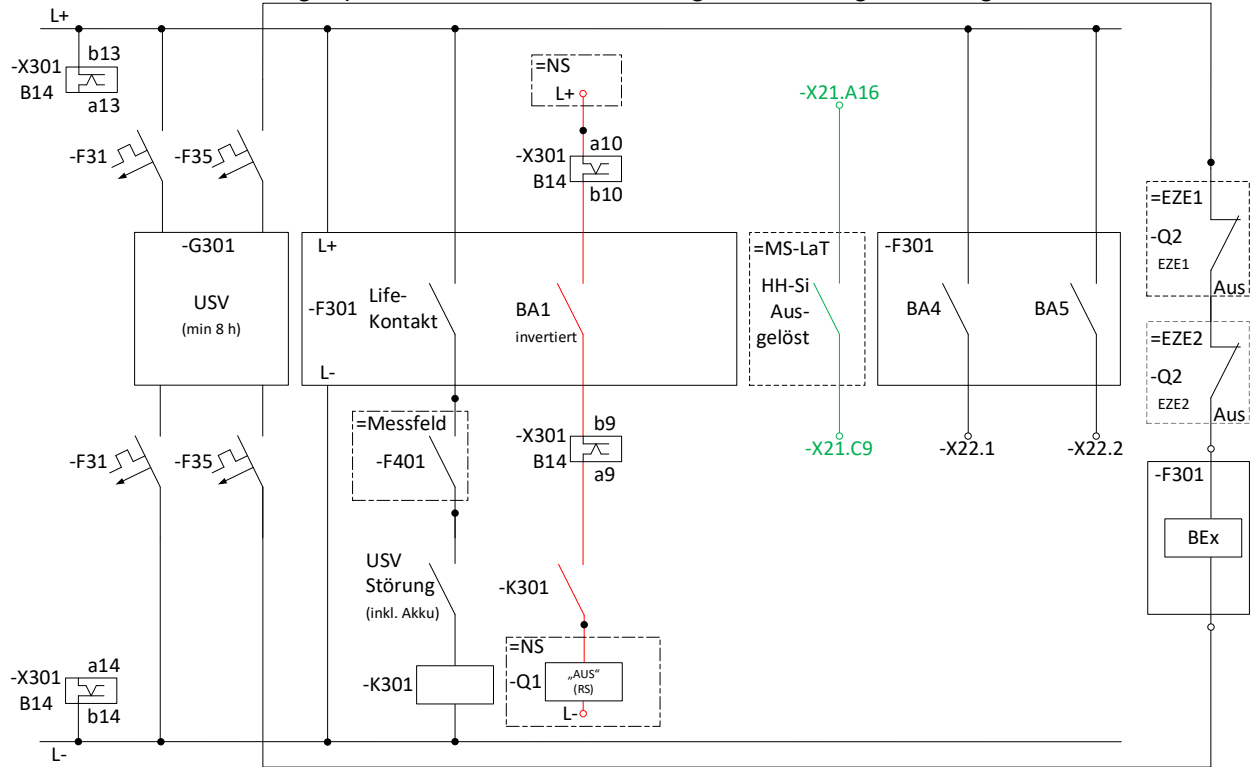 L+
-X301
B14
b13
a13
-F31
-F35
-G301
USV
(min 8 h)
-F31
-F35
-X301
B14
a14
b14
L-
L+
-F301
Life-
Kontakt
L-
=Messfeld
-F401
USV
Störung
(inkl. Akku)
-K301
=NS
L+
-X301
B14
a10
b10
BA1
invertiert
-X301
B14
b9
a9
-K301
=NS
-Q1
„AUS“
(RS)
L-
-X21.A16
=MS-LaT
HH-Si
Aus-
gelöst
-X21.C9
-F301
BA4
BA5
-X22.1
-X22.2
=EZE1
-Q2
EZE1
Aus
=EZE2
-Q2
EZE2
Aus
-F301
BEx